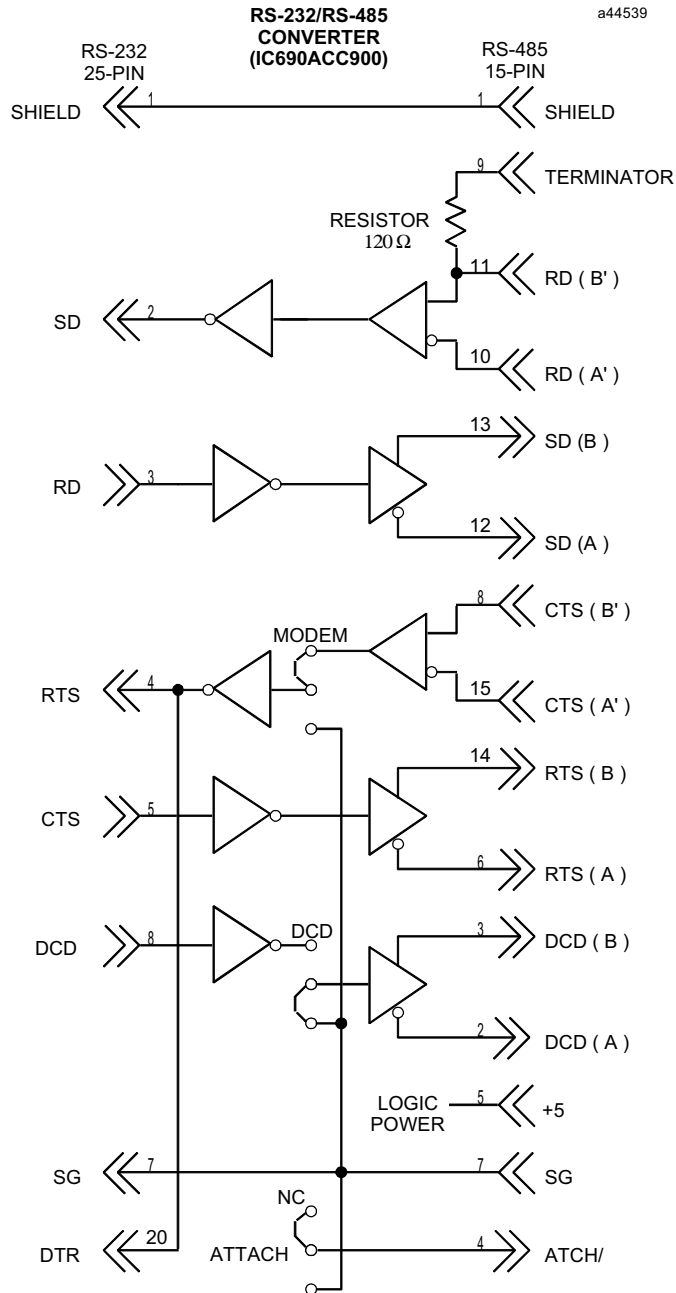 RS-232/RS-485
CONVERTER
(IC690ACC900)
a44539
RS-232
25-PIN
RS-485
15-PIN
SHIELD 1 1 SHIELD
9 TERMINATOR
RESISTOR
120 Ω
11 RD ( B' )
SD 2
10 RD ( A' )
13 SD (B )
RD 3
12 SD (A )
8 CTS ( B' )
MODEM
RTS 4
15 CTS ( A' )
14 RTS ( B )
CTS 5
6 RTS ( A )
DCD 8 DCD 3 DCD ( B )
2 DCD ( A )
LOGIC
POWER
5 +5
SG 7 7 SG
NC
DTR 20 ATTACH 4 ATCH/